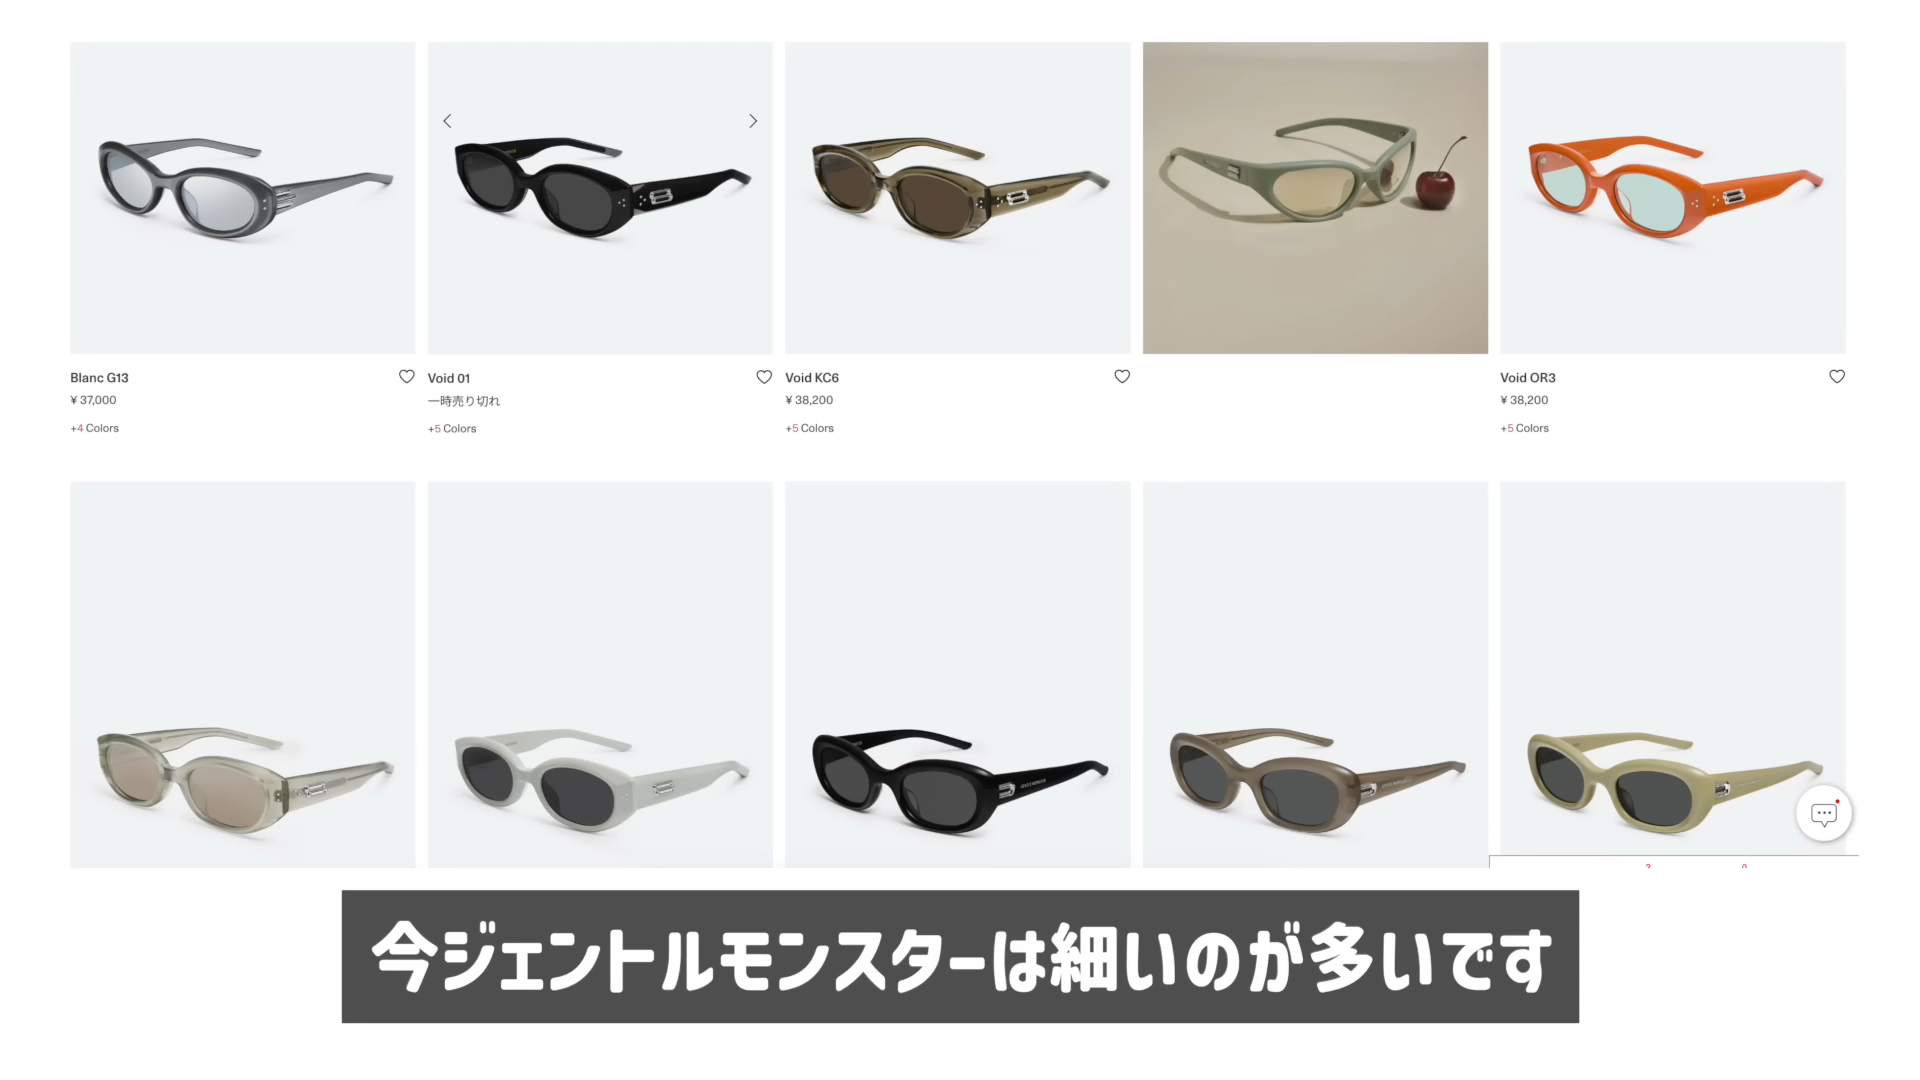 Blanc G13
¥ 37,000
+4 Colors
Void 01
一時売り切れ
+5 Colors
Void KC6
¥ 38,200
+5 Colors
Void OR3
¥ 38,200
+5 Colors
今ジェントルモンスターは細いのが多いです